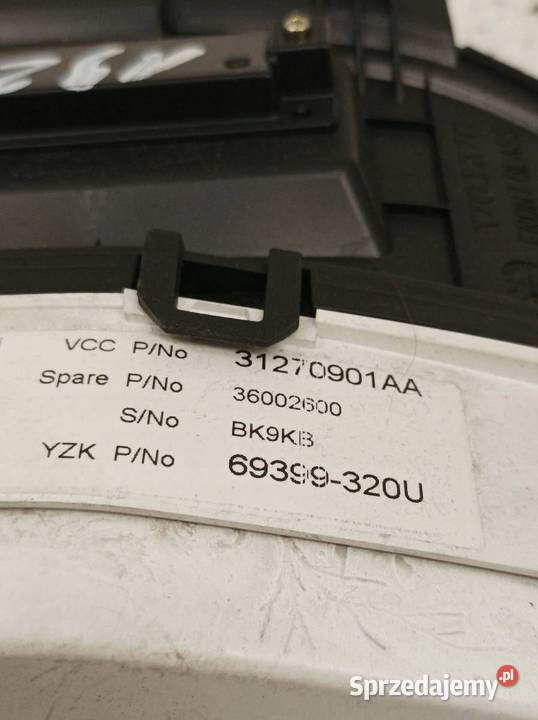 VCC P/No 31270901AA
Spare P/No 36002600
S/No BK9KB
YZK P/No 69399-320U
Sprzedajemy.pl